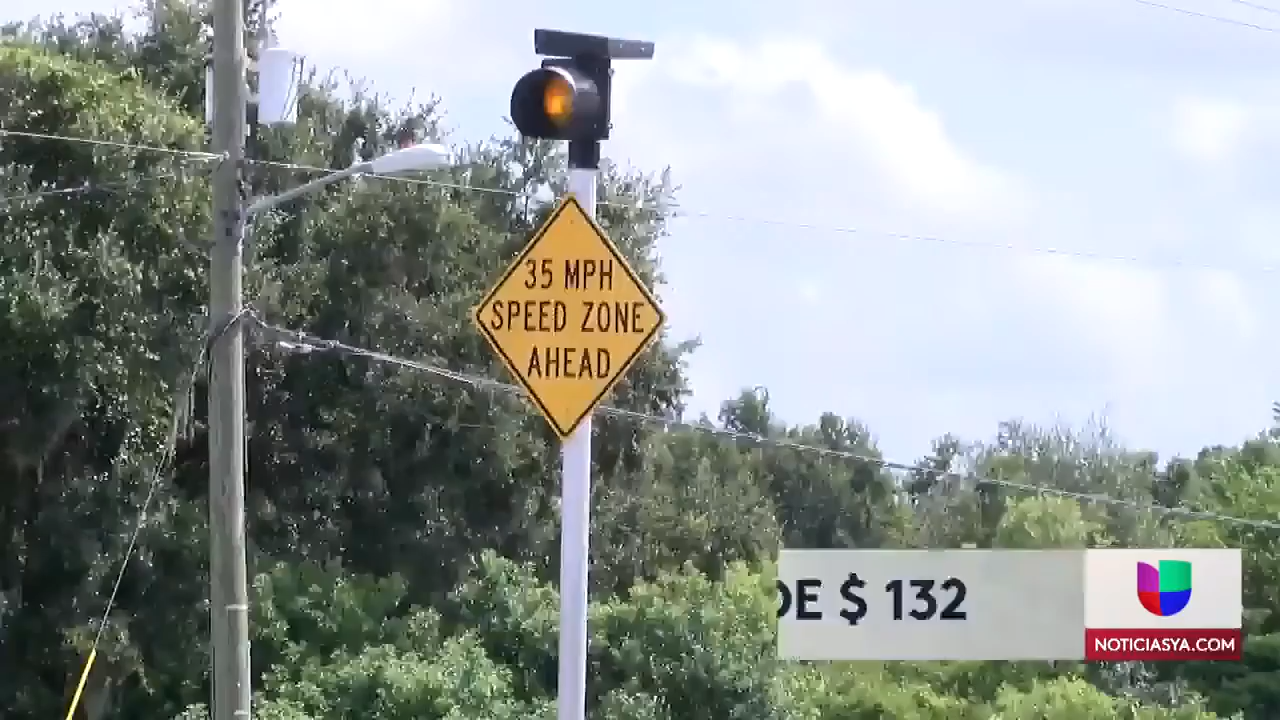 35 MPH
SPEED ZONE
AHEAD
DE $ 132
NOTICIASYA.COM